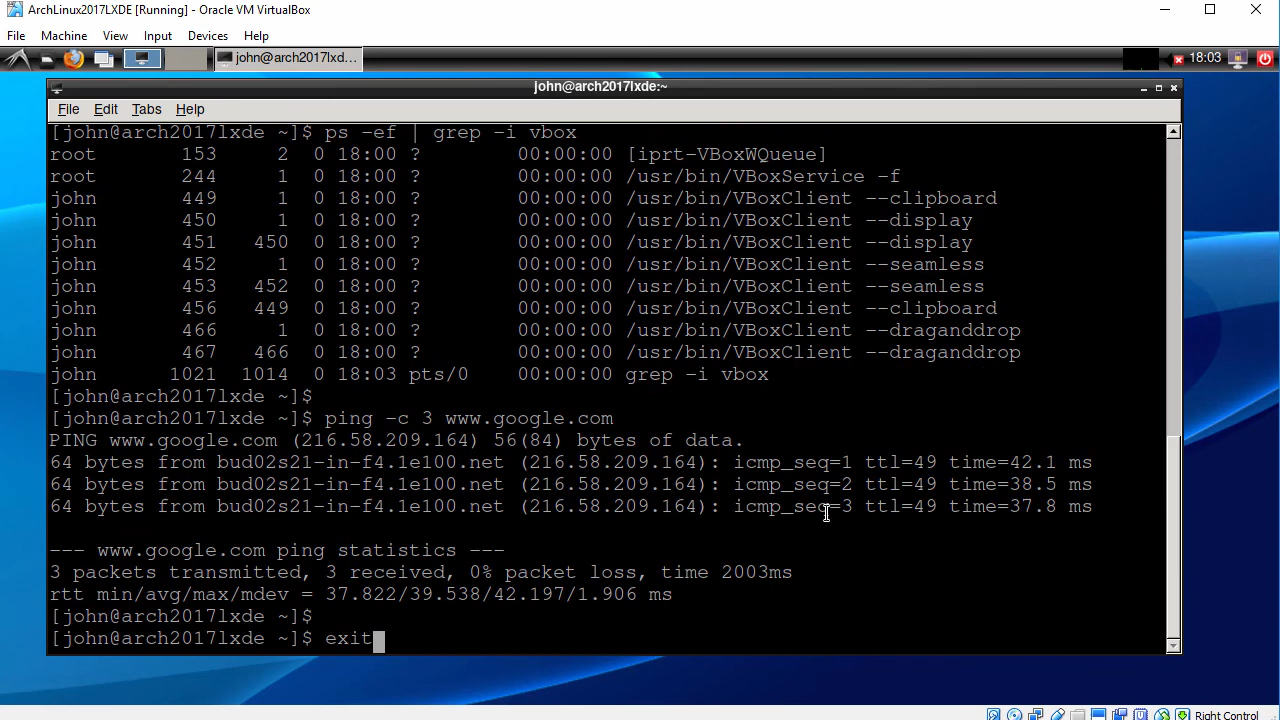 ArchLinux2017LXDE [Running] - Oracle VM VirtualBox
File Machine View Input Devices Help
john@arch2017lxd...
18:03
john@arch2017lxde:~
File Edit Tabs Help
[john@arch2017lxde ~]$ ps -ef | grep -i vbox
root 153 2 0 18:00 ? 00:00:00 [iprt-VBoxWQueue]
root 244 1 0 18:00 ? 00:00:00 /usr/bin/VBoxService -f
john 449 1 0 18:00 ? 00:00:00 /usr/bin/VBoxClient --clipboard
john 450 1 0 18:00 ? 00:00:00 /usr/bin/VBoxClient --display
john 451 450 0 18:00 ? 00:00:00 /usr/bin/VBoxClient --display
john 452 1 0 18:00 ? 00:00:00 /usr/bin/VBoxClient --seamless
john 453 452 0 18:00 ? 00:00:00 /usr/bin/VBoxClient --seamless
john 456 449 0 18:00 ? 00:00:00 /usr/bin/VBoxClient --clipboard
john 466 1 0 18:00 ? 00:00:00 /usr/bin/VBoxClient --draganddrop
john 467 466 0 18:00 ? 00:00:00 /usr/bin/VBoxClient --draganddrop
john 1021 1014 0 18:03 pts/0 00:00:00 grep -i vbox
[john@arch2017lxde ~]$
[john@arch2017lxde ~]$ ping -c 3 www.google.com
PING www.google.com (216.58.209.164) 56(84) bytes of data.
64 bytes from bud02s21-in-f4.1e100.net (216.58.209.164): icmp_seq=1 ttl=49 time=42.1 ms
64 bytes from bud02s21-in-f4.1e100.net (216.58.209.164): icmp_seq=2 ttl=49 time=38.5 ms
64 bytes from bud02s21-in-f4.1e100.net (216.58.209.164): icmp_seq=3 ttl=49 time=37.8 ms
--- www.google.com ping statistics ---
3 packets transmitted, 3 received, 0% packet loss, time 2003ms
rtt min/avg/max/mdev = 37.822/39.538/42.197/1.906 ms
[john@arch2017lxde ~]$
[john@arch2017lxde ~]$ exit
Right Control